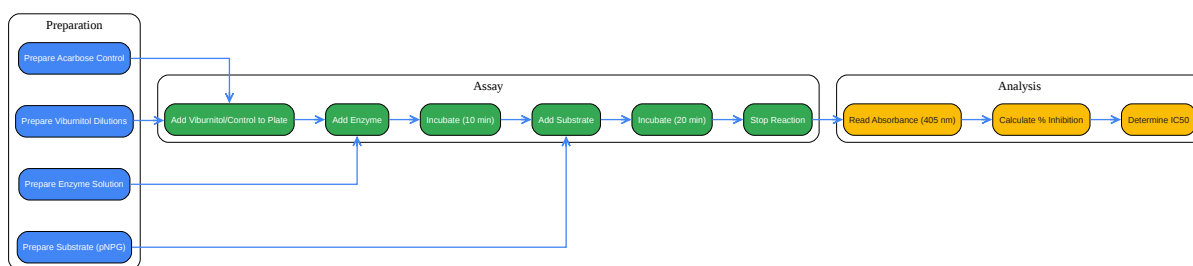 Preparation
Prepare Acarbose Control
Prepare Viburnitol Dilutions
Prepare Enzyme Solution
Prepare Substrate (pNPG)
Assay
Add Viburnitol/Control to Plate
Add Enzyme
Incubate (10 min)
Add Substrate
Incubate (20 min)
Stop Reaction
Analysis
Read Absorbance (405 nm)
Calculate % Inhibition
Determine IC50